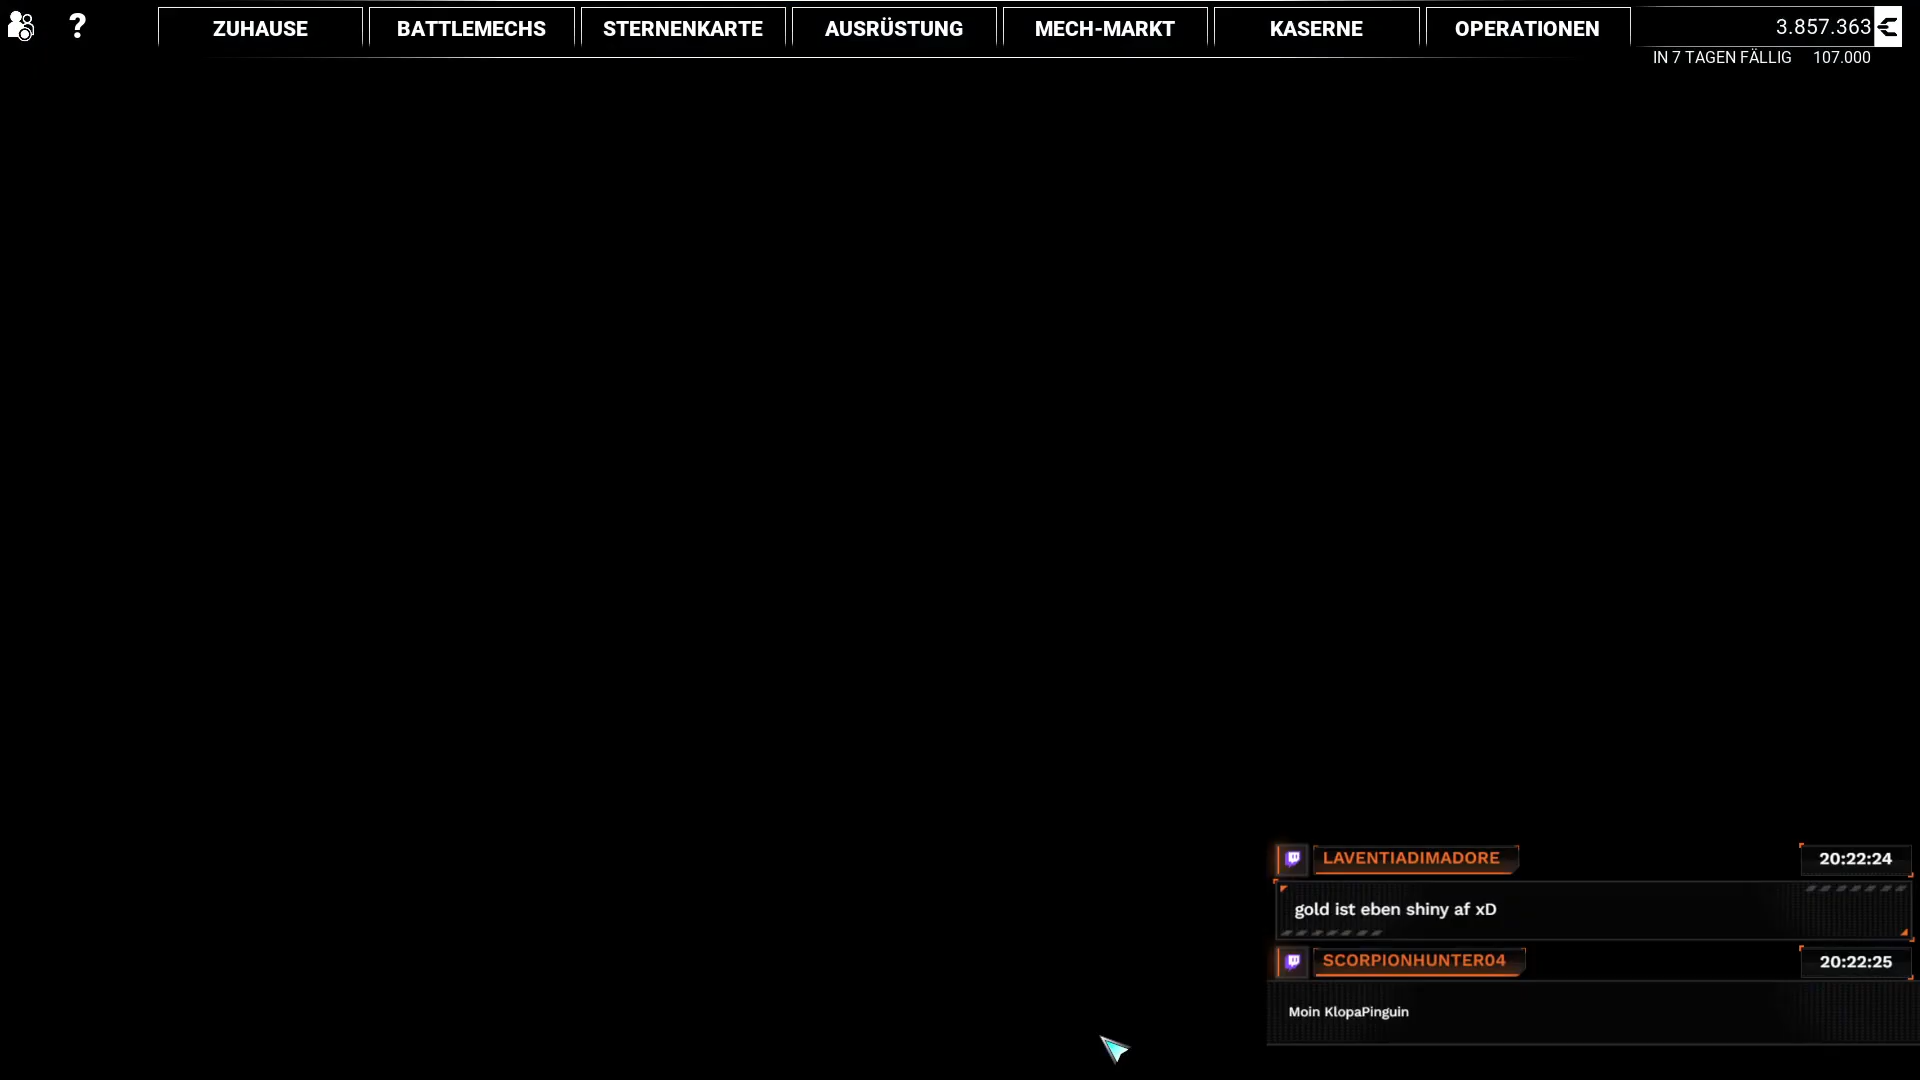 ?
ZUHAUSE
BATTLEMECHS
STERNENKARTE
AUSRÜSTUNG
MECH-MARKT
KASERNE
OPERATIONEN
3.857.363
IN 7 TAGEN FÄLLIG 107.000
LAVENTIADIMADORE 20:22:24
gold ist eben shiny af xD
SCORPIONHUNTER04 20:22:25
Moin KlopaPinguin